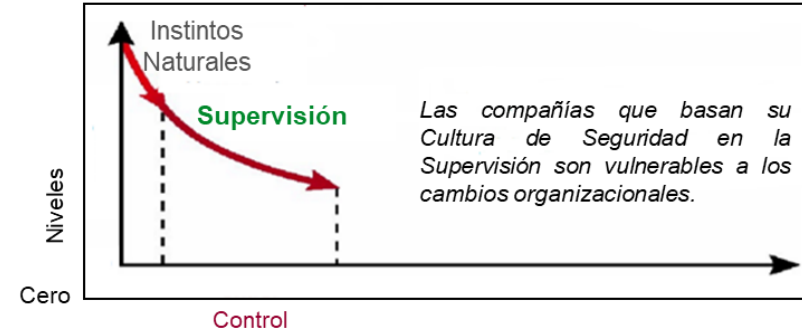 Instintos
Naturales
Supervisión
Las compañías que basan su
Cultura de Seguridad en la
Supervisión son vulnerables a los
cambios organizacionales.
Niveles
Cero
Control